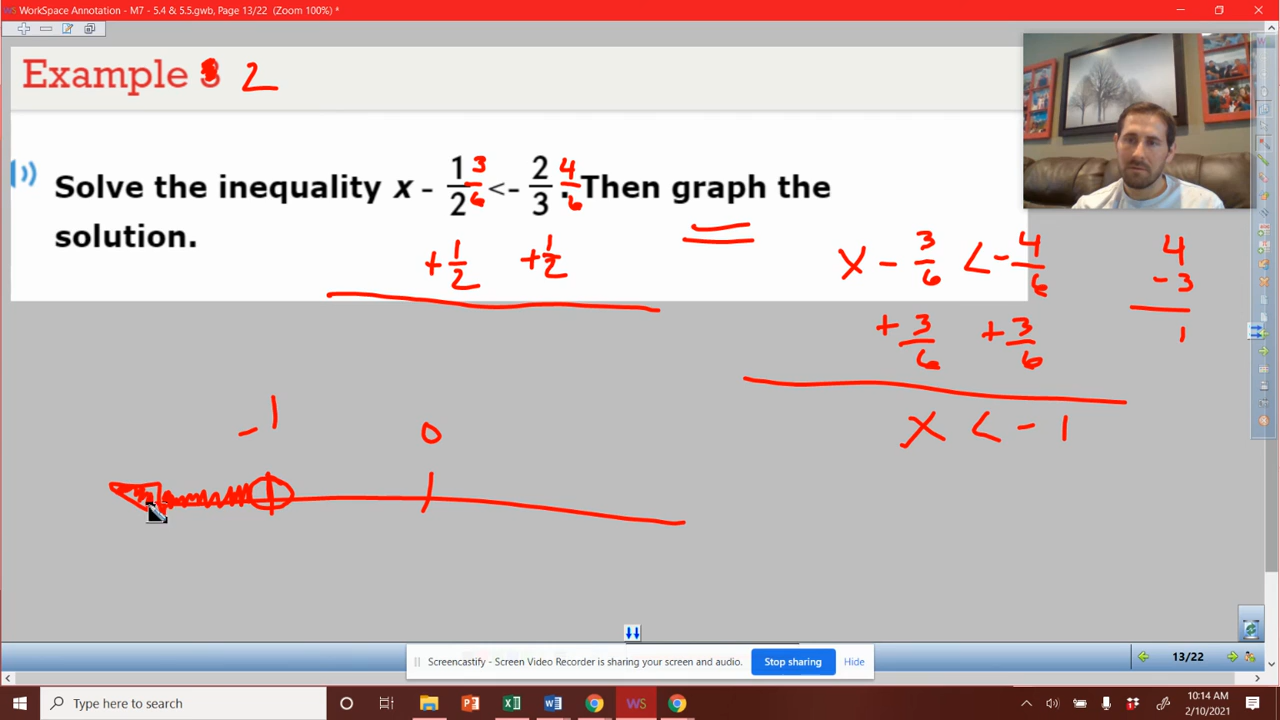 WorkSpace Annotation - M7 - 5.4 & 5.5.gwb, Page 13/22 (Zoom 100%) *
Example 2
Solve the inequality x - 1/2 3/6 < - 2/3 4/6. Then graph the
solution.
+ 1/2 + 1/2
x - 3/6 < - 4/6
+ 3/6 + 3/6
x < - 1
4
- 3
1
- 1 0
Screencastify - Screen Video Recorder is sharing your screen and audio. Stop sharing Hide
13/22
Type here to search
10:14 AM
2/10/2021